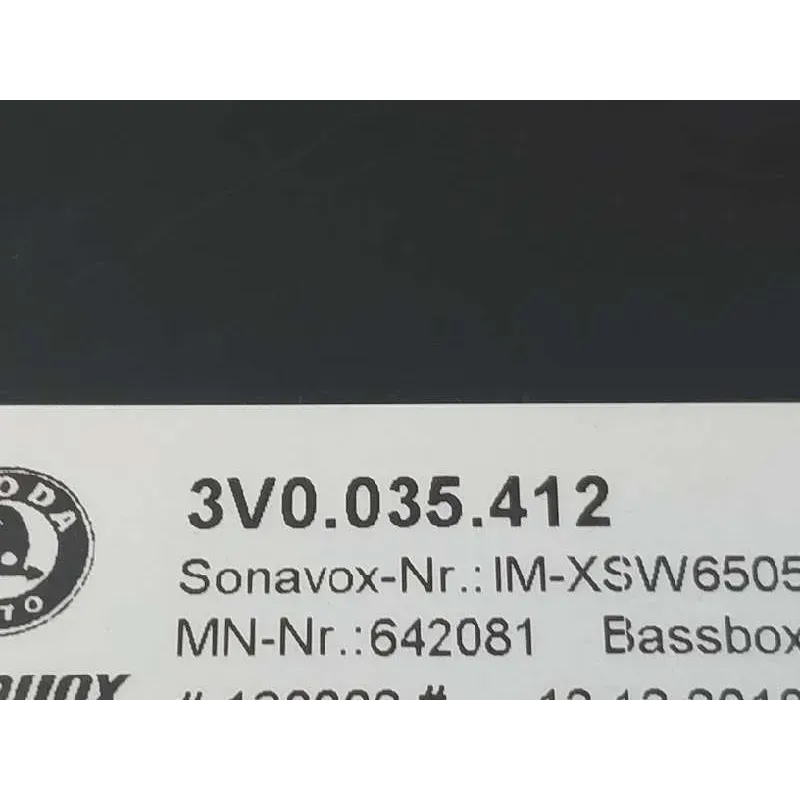 3V0.035.412
Sonavox-Nr.: IM-XSW6505
MN-Nr.:642081 Bassbox